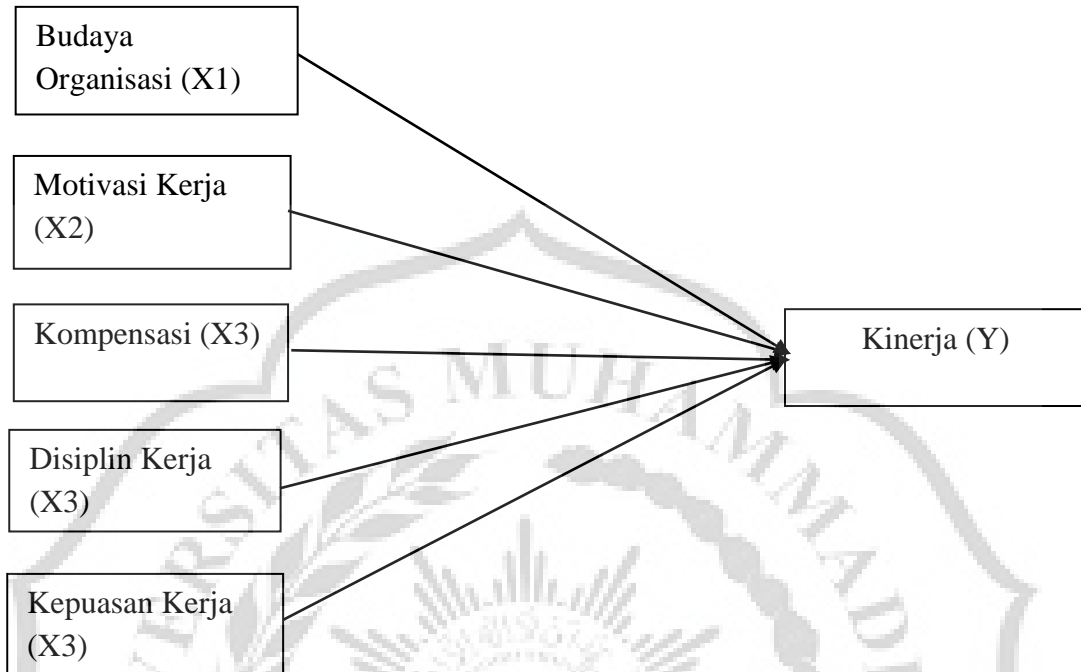 Budaya
Organisasi (X1)
Motivasi Kerja
(X2)
Kompensasi (X3)
Kinerja (Y)
Disiplin Kerja
(X3)
Kepuasan Kerja
(X3)